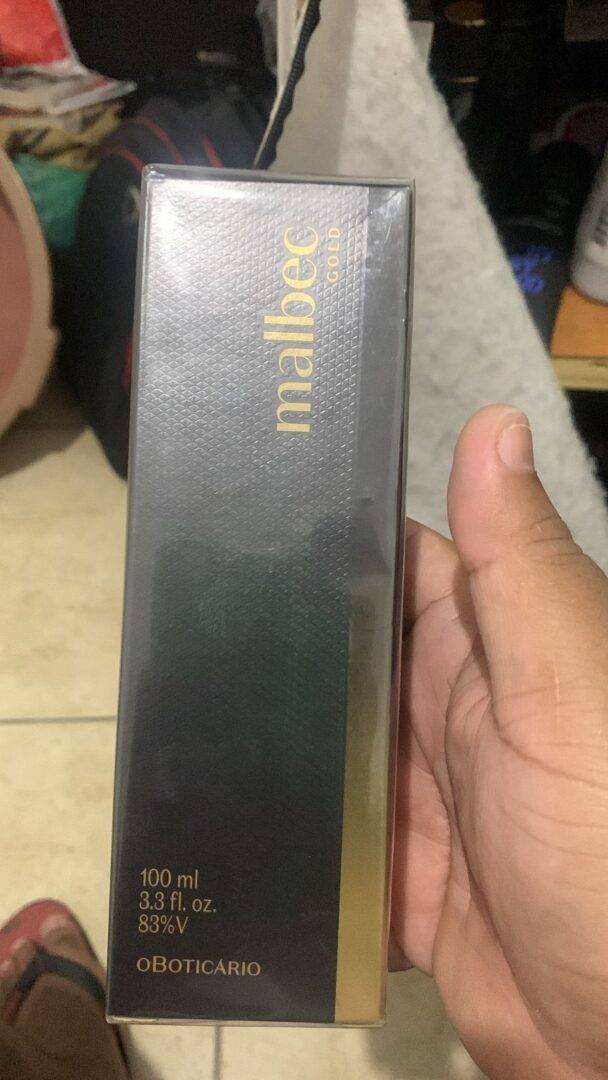 malbec
GOLD
100 ml
3.3 fl. oz.
83%V
oBOTICÁRIO